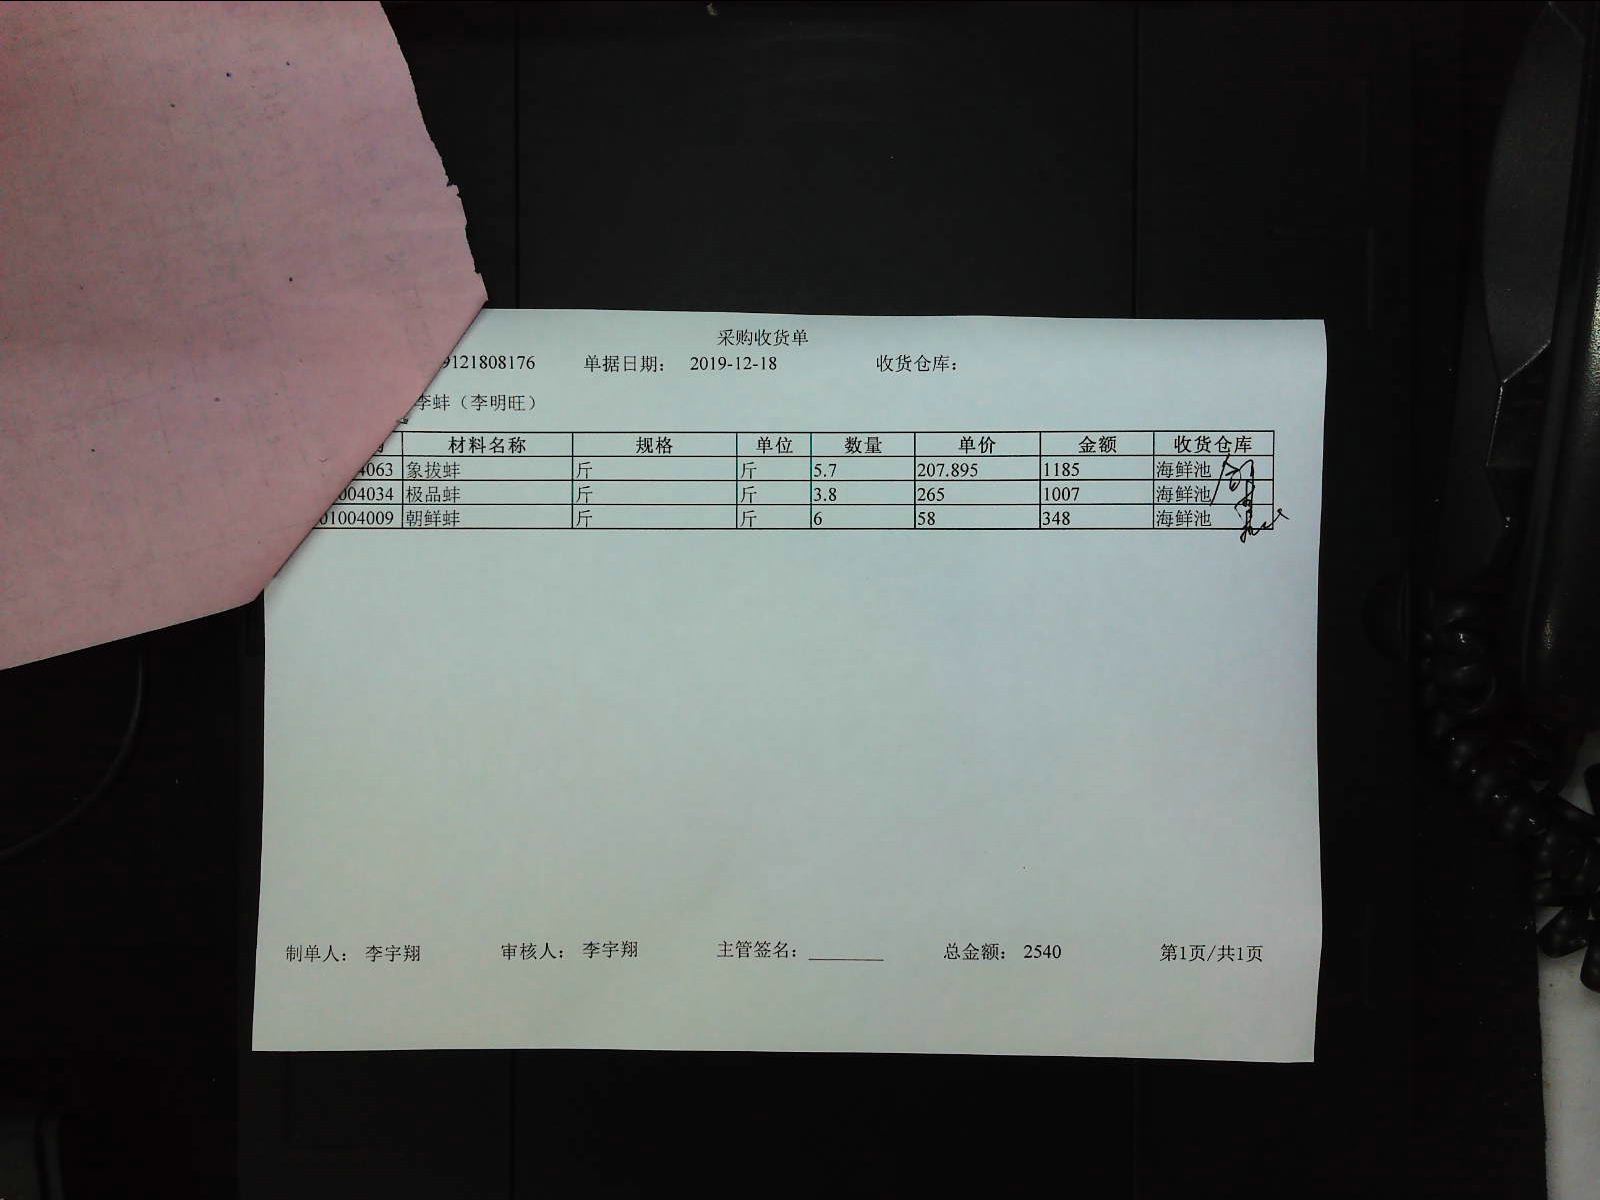 采购收货单
9121808176 单据日期： 2019-12-18 收货仓库：
李蚌（李明旺）
材料名称 规格 单位 数量 单价 金额 收货仓库
4063 象拔蚌 斤 斤 5.7 207.895 1185 海鲜池
004034 极品蚌 斤 斤 3.8 265 1007 海鲜池
01004009 朝鲜蚌 斤 斤 6 58 348 海鲜池
制单人： 李宇翔 审核人： 李宇翔 主管签名：________ 总金额： 2540 第1页/共1页